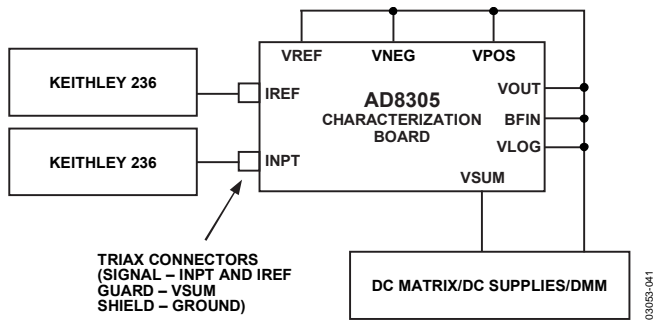 VREF VNEG VPOS
KEITHLEY 236
IREF
VOUT
AD8305
CHARACTERIZATION
BOARD
BFIN
VLOG
KEITHLEY 236
INPT
VSUM
TRIAX CONNECTORS
(SIGNAL – INPT AND IREF
GUARD – VSUM
SHIELD – GROUND)
DC MATRIX/DC SUPPLIES/DMM
03053-041